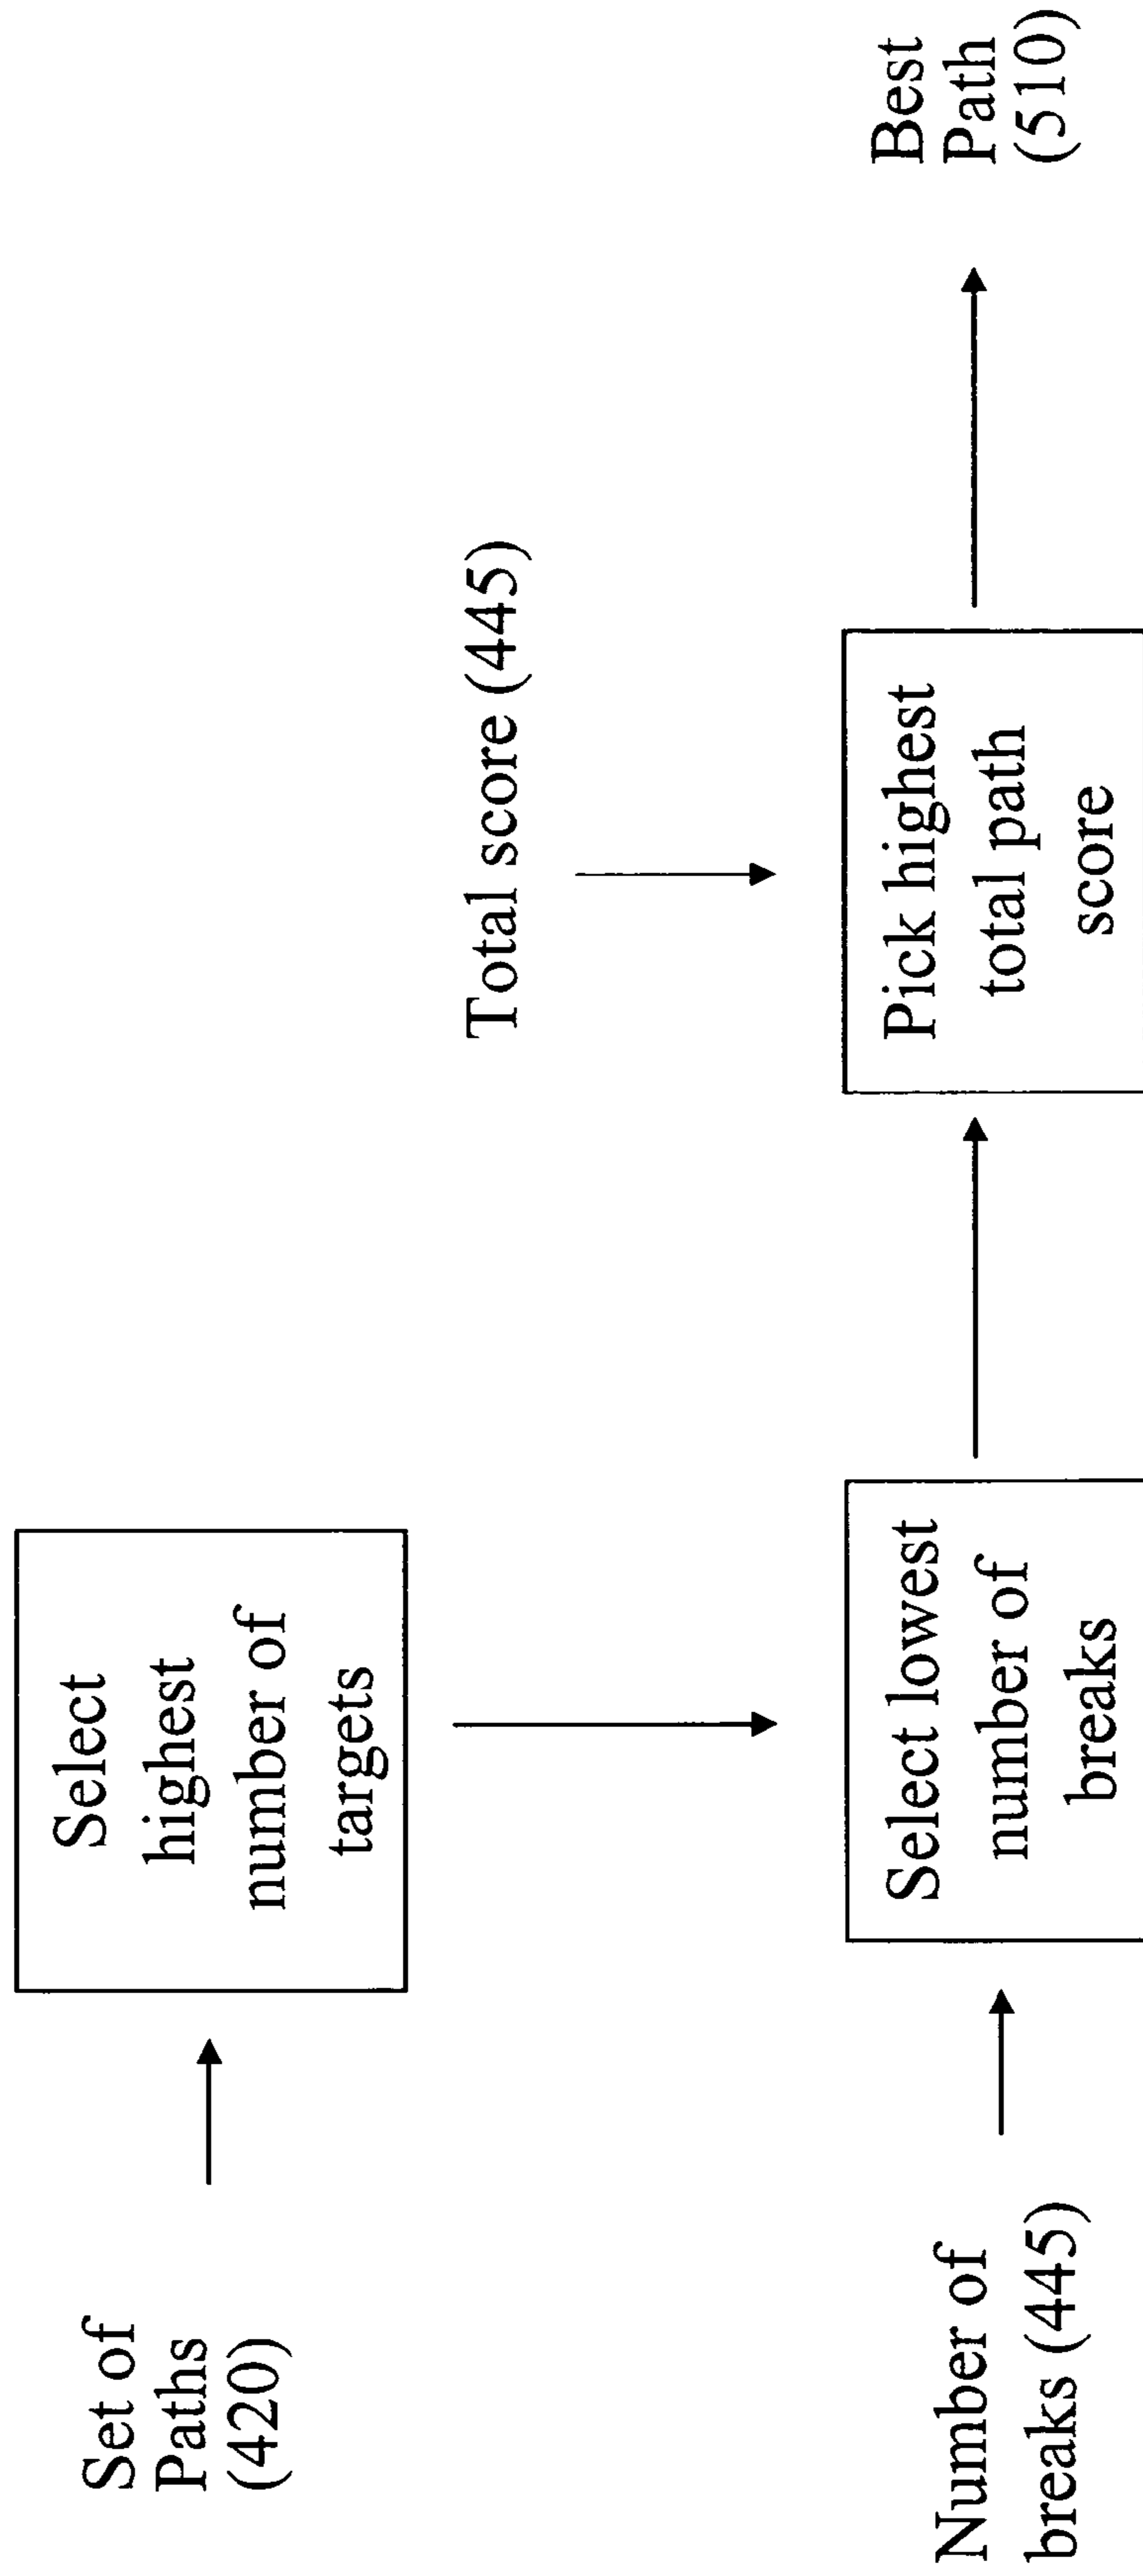 Set of
Paths
(420)
Select
highest
number of
targets
Number of
breaks (445)
Select lowest
number of
breaks
Total score (445)
Pick highest
total path
score
Best
Path
(510)